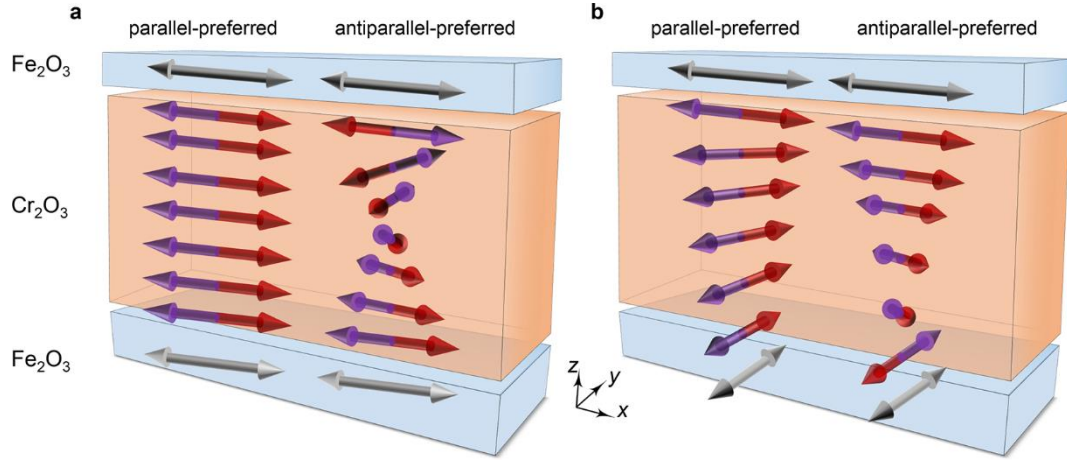 a
parallel-preferred antiparallel-preferred
Fe₂O₃
Cr₂O₃
Fe₂O₃
b
parallel-preferred antiparallel-preferred
z
y
x